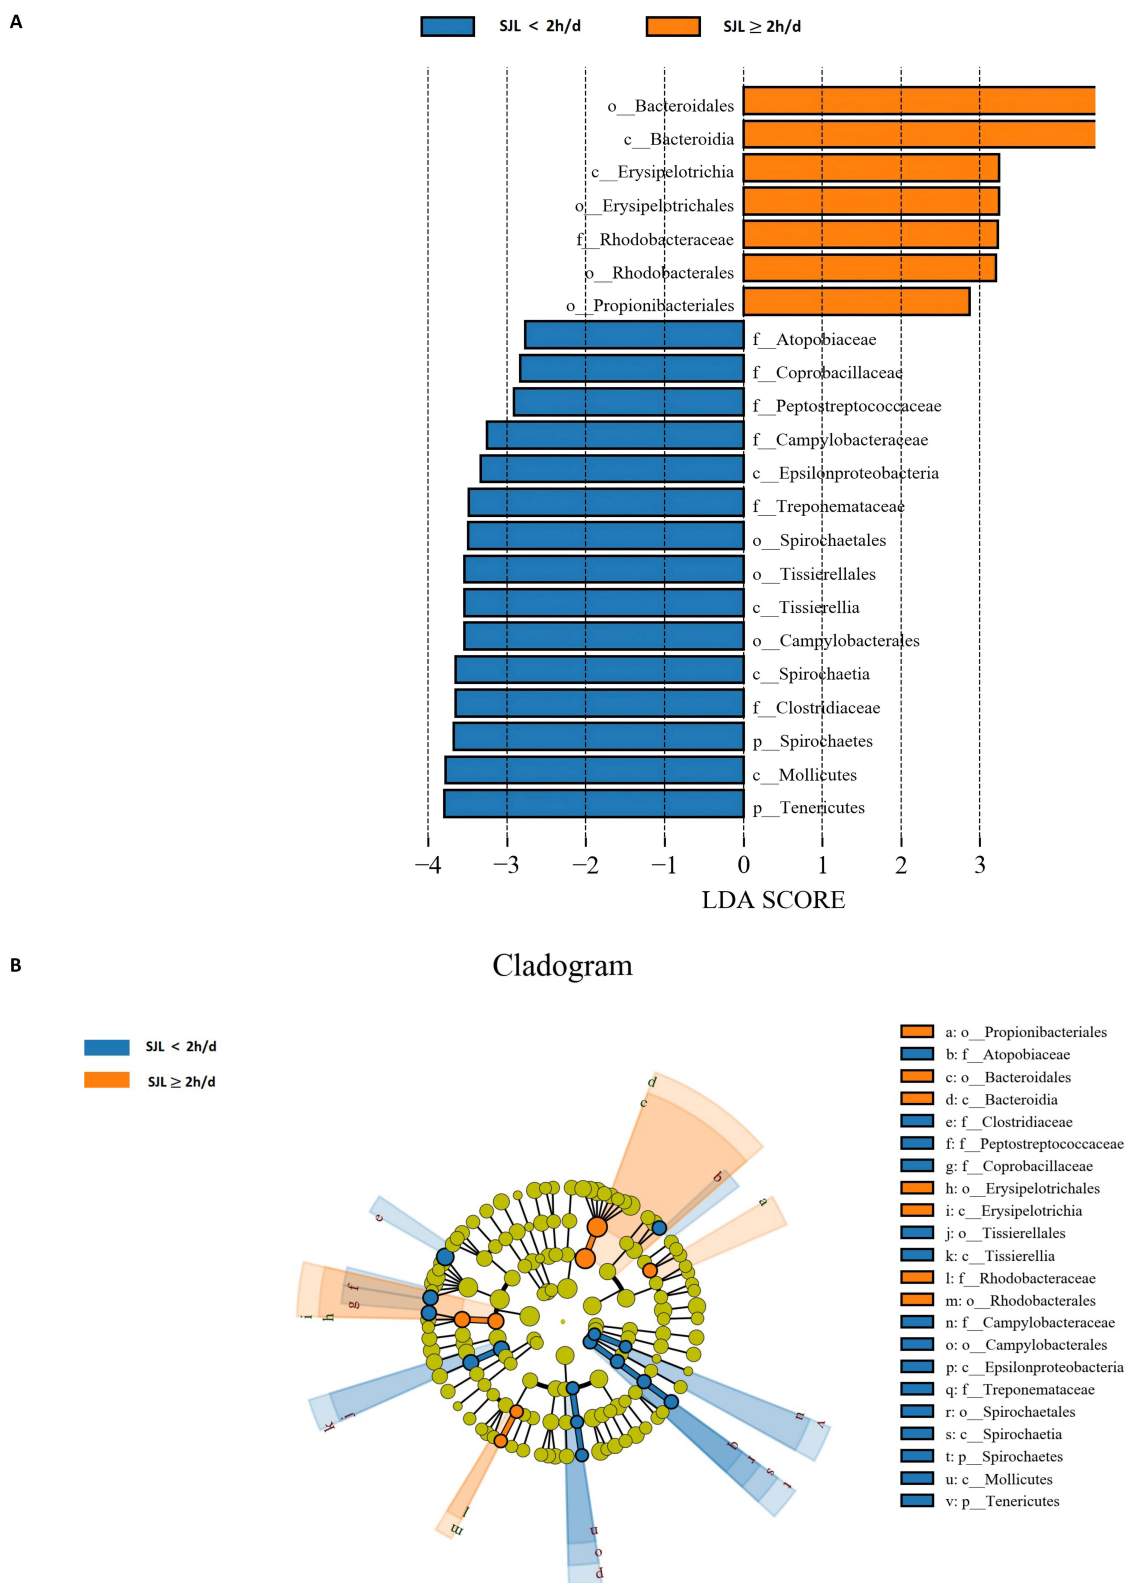 A
SJL < 2h/d
SJL ≥ 2h/d
o__Bacteroidales
c__Bacteroidia
c__Erysipelotrichia
o__Erysipelotrichales
f__Rhodobacteraceae
o__Rhodobacterales
o__Propionibacteriales
f__Atopobiaceae
f__Coprobacillaceae
f__Peptostreptococcaceae
f__Campylobacteraceae
c__Epsilonproteobacteria
f__Treponemataceae
o__Spirochaetales
o__Tissierellales
c__Tissierellia
o__Campylobacterales
c__Spirochaetia
f__Clostridiaceae
p__Spirochaetes
c__Mollicutes
p__Tenericutes
−4 −3 −2 −1 0 1 2 3
LDA SCORE
B
Cladogram
SJL < 2h/d
SJL ≥ 2h/d
a: o__Propionibacteriales
b: f__Atopobiaceae
c: o__Bacteroidales
d: c__Bacteroidia
e: f__Clostridiaceae
f: f__Peptostreptococcaceae
g: f__Coprobacillaceae
h: o__Erysipelotrichales
i: c__Erysipelotrichia
j: o__Tissierellales
k: c__Tissierellia
l: f__Rhodobacteraceae
m: o__Rhodobacterales
n: f__Campylobacteraceae
o: o__Campylobacterales
p: c__Epsilonproteobacteria
q: f__Treponemataceae
r: o__Spirochaetales
s: c__Spirochaetia
t: p__Spirochaetes
u: c__Mollicutes
v: p__Tenericutes
d
c
b
a
e
f
g
h
i
j
k
l
m
n
o
p
q
r
s
t
u
v